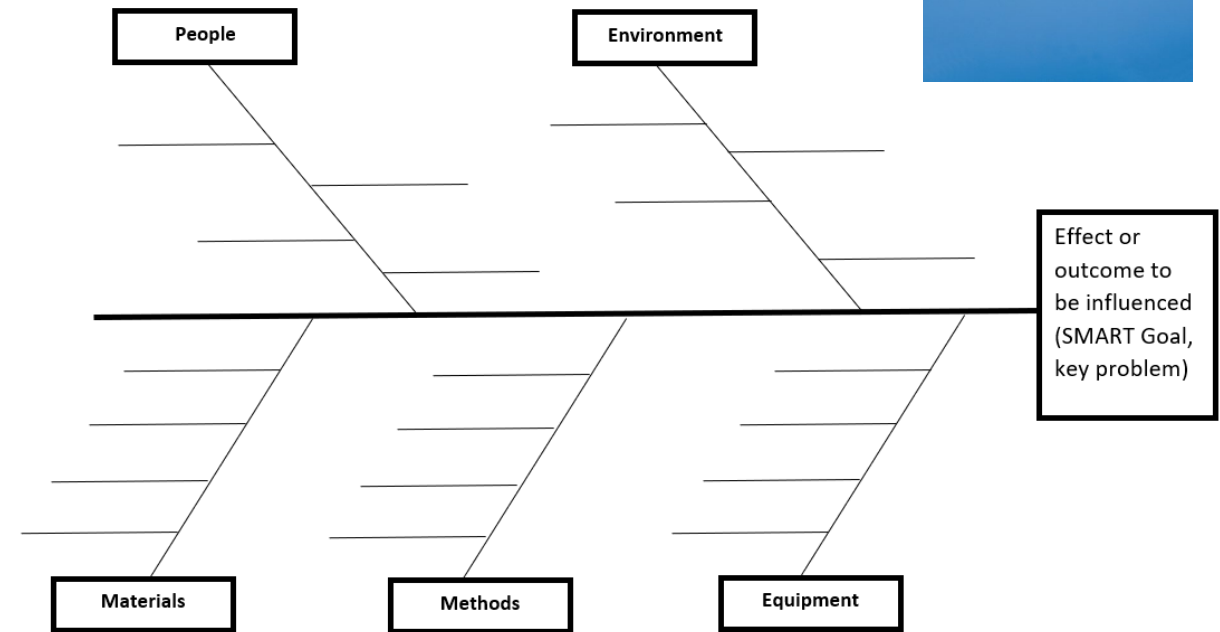 People
Environment
Effect or
outcome to
be influenced
(SMART Goal,
key problem)
Materials
Methods
Equipment